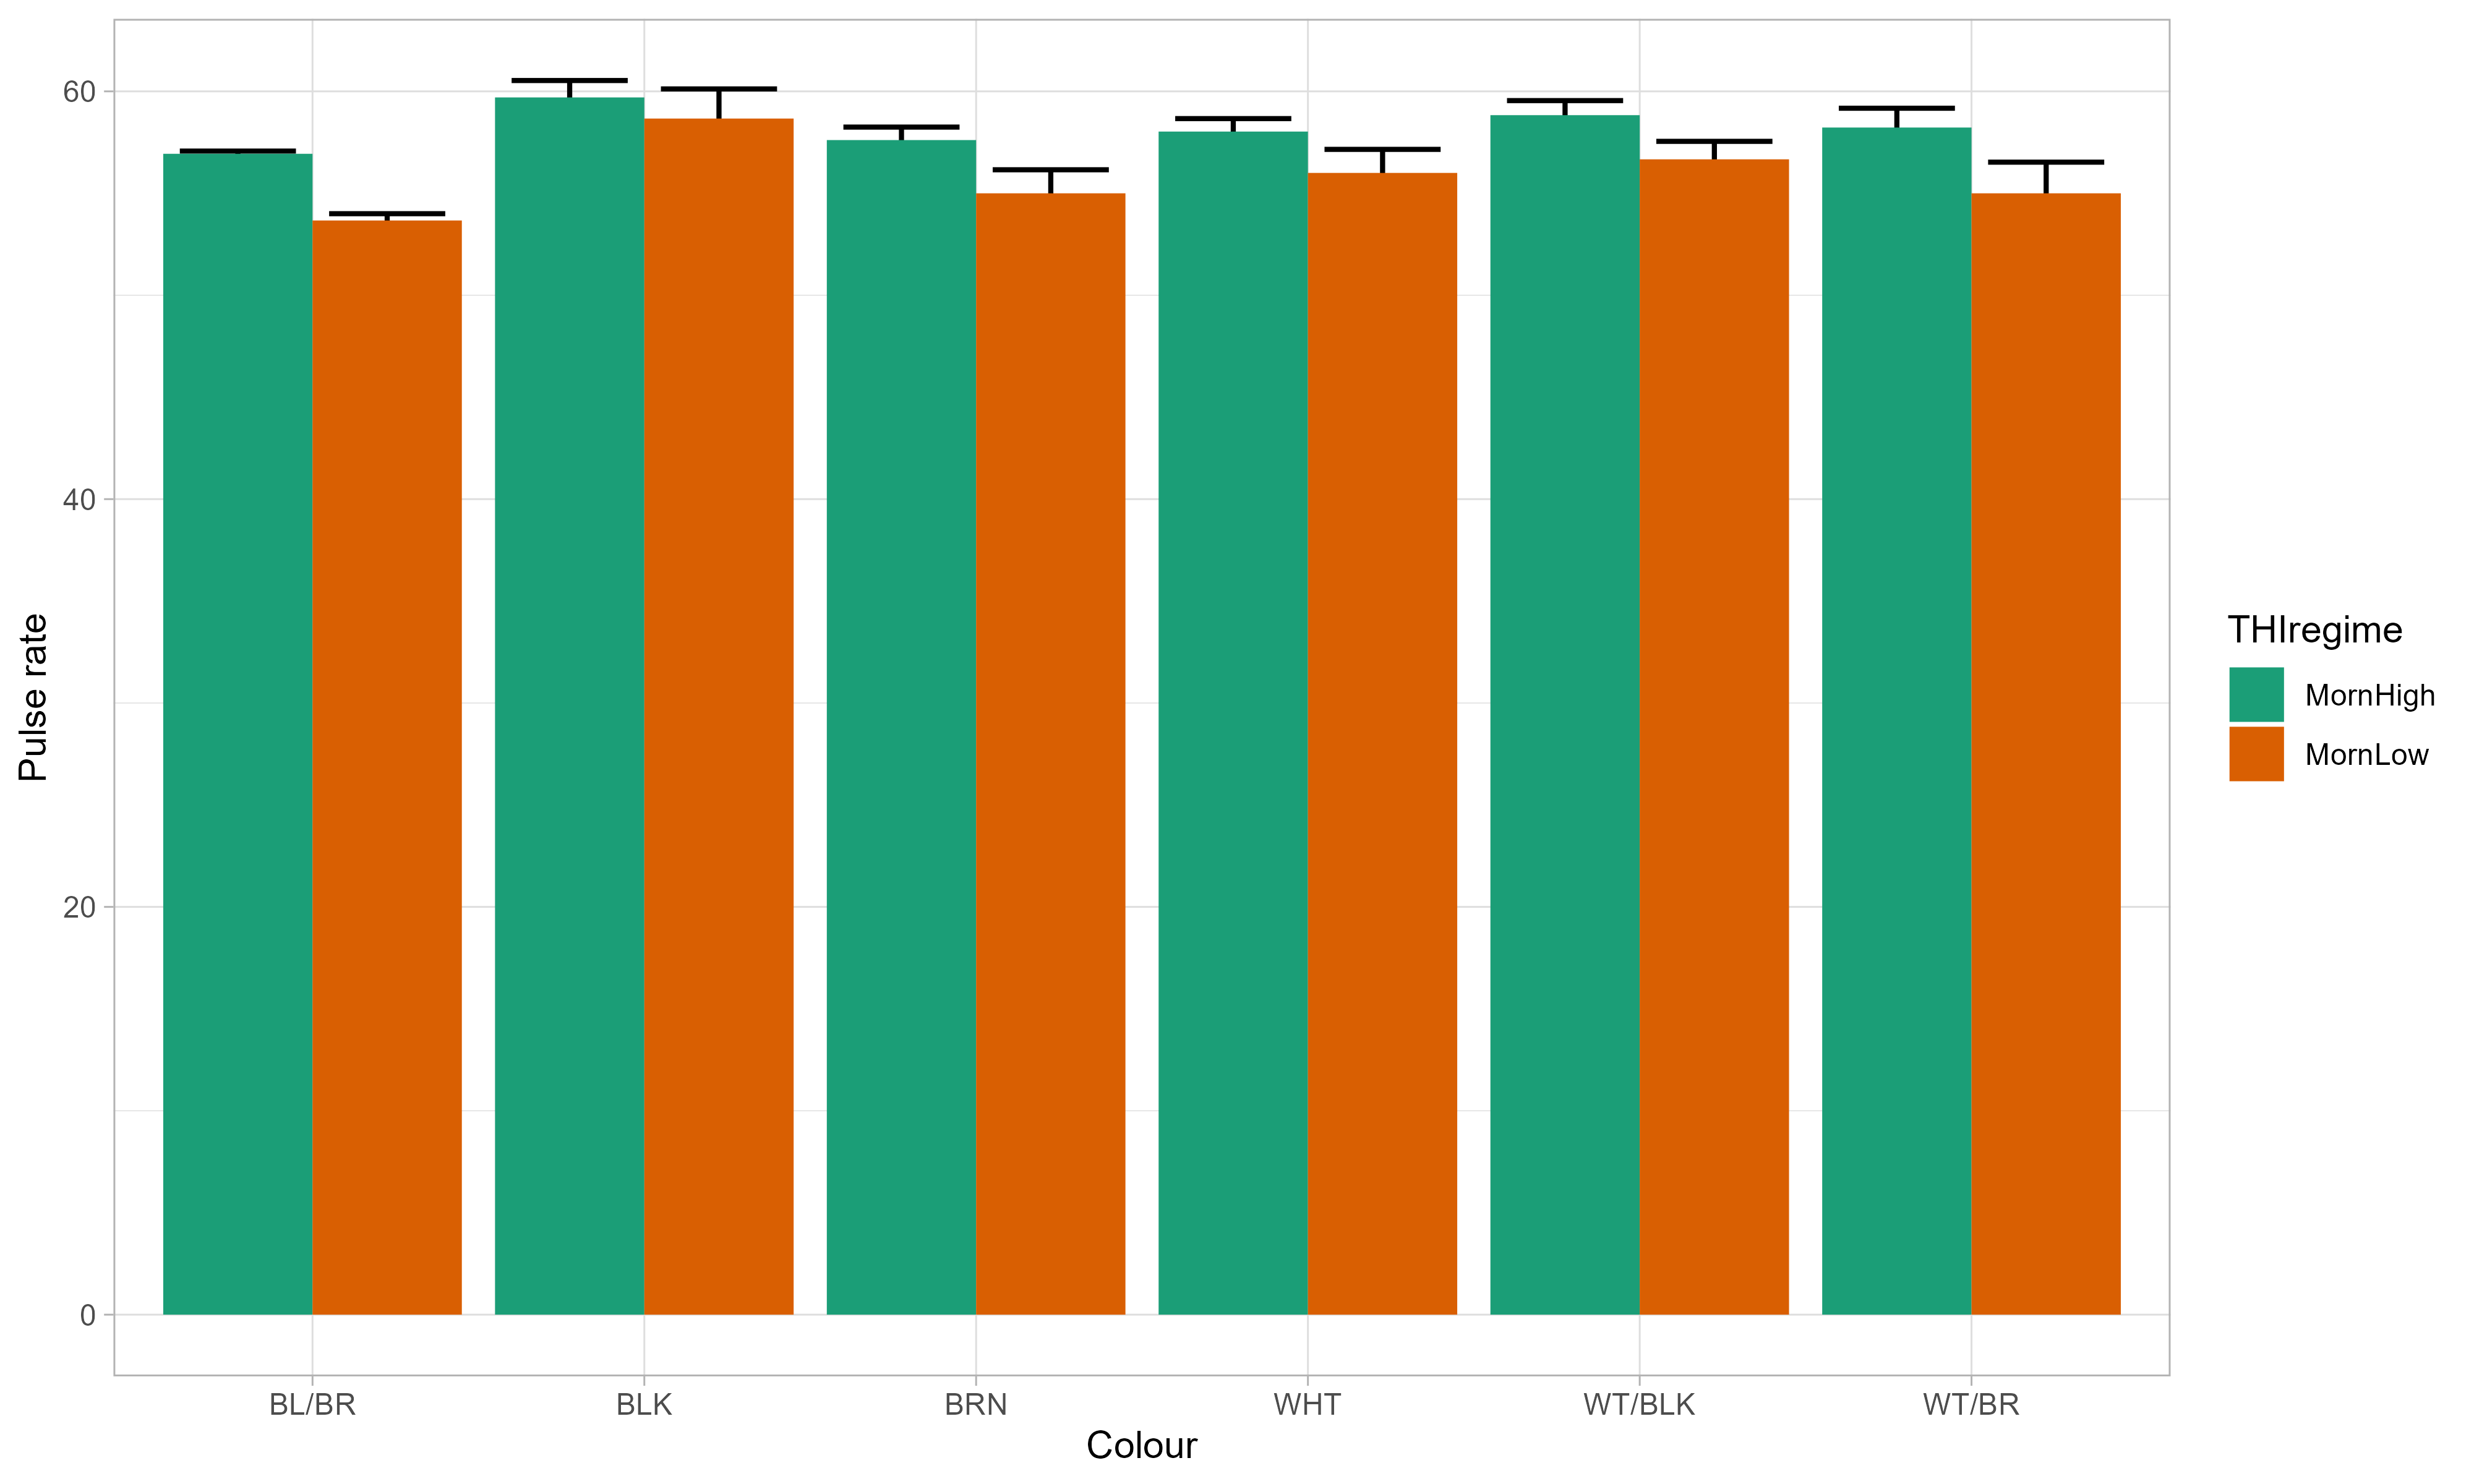 60
40
20
0
Pulse rate
BL/BR
BLK
BRN
WHT
WT/BLK
WT/BR
Colour
THIregime
MornHigh
MornLow